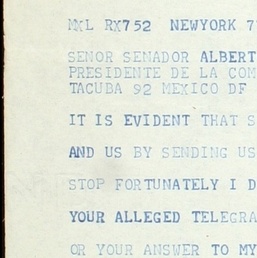 MXL RX752 NEWYORK 7
SENOR SENADOR ALBERT
PRESIDENTE DE LA COM
TACUBA 92 MEXICO DF
IT IS EVIDENT THAT S
AND US BY SENDING US
STOP FORTUNATELY I D
YOUR ALLEGED TELEGRA
OR YOUR ANSWER TO MY